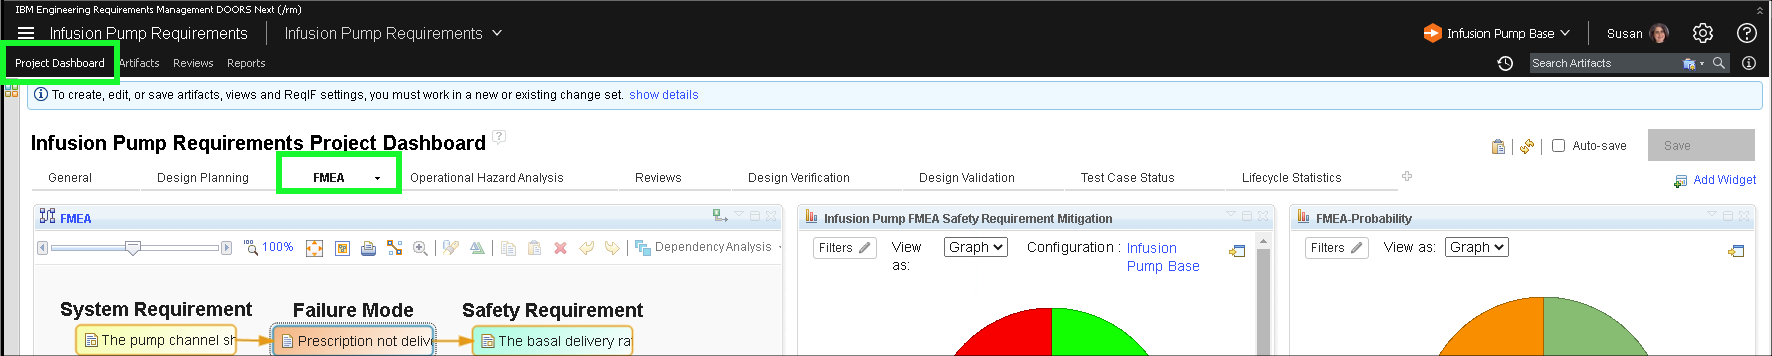 IBM Engineering Requirements Management DOORS Next (/rm)
Infusion Pump Requirements Infusion Pump Requirements Infusion Pump Base Susan
Project Dashboard Artifacts Reviews Reports Search Artifacts
To create, edit, or save artifacts, views and ReqIF settings, you must work in a new or existing change set. show details
Infusion Pump Requirements Project Dashboard ? Auto-save Save
General Design Planning FMEA Operational Hazard Analysis Reviews Design Verification Design Validation Test Case Status Lifecycle Statistics Add Widget
FMEA Infusion Pump FMEA Safety Requirement Mitigation FMEA-Probability
100 100% Dependency Analysis Filters View as: Graph Configuration : Infusion Pump Base Filters View as: Graph
System Requirement Failure Mode Safety Requirement
The pump channel sh Prescription not delive The basal delivery ra